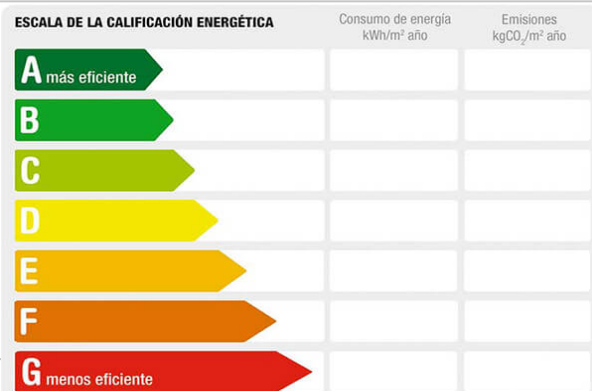 ESCALA DE LA CALIFICACIÓN ENERGÉTICA
Consumo de energía
kWh/m² año
Emisiones
kgCO₂/m² año
A más eficiente
B
C
D
E
F
G menos eficiente